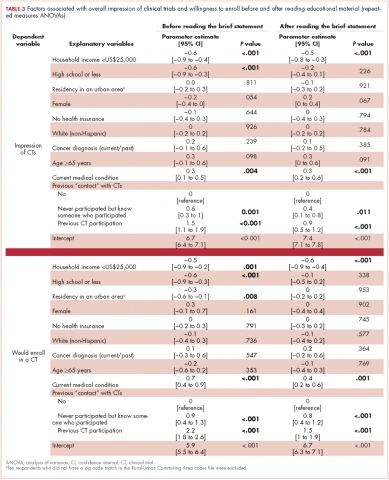 TABLE 3 Factors associated with overall impression of clinical trials and willingness to enroll before and after reading educational material (repeated measures ANOVAs)
Before reading the brief statement After reading the brief statement
Dependent variable Explanatory variables Parameter estimate [95% CI] P value Parameter estimate [95% CI] P value
Impression of CTs
Household income <US$25,000 −0.6 [−0.9 to −0.4] <.001 −0.5 [−0.8 to −0.3] <.001
High school or less −0.6 [−0.9 to −0.3] <.001 −0.2 [−0.4 to 0.1] .226
Residency in an urban area 0.0 [−0.2 to 0.3] .811 −0.1 [−0.3 to 0.2] .921
Female −0.2 [−0.4 to 0] .054 0.2 [0 to 0.4] .067
No health insurance −0.1 [−0.4 to 0.3] .644 0 [−0.4 to 0.3] .794
White (non-Hispanic) 0 [−0.2 to 0.2] .926 0 [−0.2 to 0.2] .784
Cancer diagnosis (current/past) 0.2 [−0.1 to 0.6] .239 0.1 [−0.2 to 0.5] .385
Age ≥65 years 0.3 [−0.1 to 0.6] .098 0.3 [0 to 0.6] .091
Current medical condition 0.3 [0.1 to 0.5] .004 0.3 [0.2 to 0.6] <.001
Previous "contact" with CTs
No 0 [reference] 0 [reference]
Never participated but know someone who participated 0.6 [0.3 to 1] 0.001 0.4 [0.1 to 0.8] .011
Previous CT participation 1.5 [1.1 to 1.9] <0.001 0.9 [0.5 to 1.2] <.001
Intercept 6.7 [6.4 to 7.1] <0.001 7.4 [7.1 to 7.8] <.001
Would enroll in a CT
Household income <US$25,000 −0.5 [−0.9 to −0.2] .001 −0.6 [−0.9 to −0.4] <.001
High school or less −0.6 [−0.9 to −0.3] <.001 −0.1 [−0.5 to 0.2] .338
Residency in an urban area −0.3 [−0.6 to −0.1] .008 0 [−0.2 to 0.2] .953
Female 0.3 [−0.1 to 0.7] .161 0 [−0.4 to 0.4] .902
No health insurance 0 [−0.2 to 0.3] .791 0 [−0.3 to 0.2] .745
White (non-Hispanic) −0.1 [−0.4 to 0.3] .736 −0.1 [−0.4 to 0.2] .577
Cancer diagnosis (current/past) 0.1 [−0.3 to 0.6] .547 0.2 [−0.2 to 0.6] .364
Age ≥65 years −0.2 [−0.6 to 0.2] .353 −0.1 [−0.4 to 0.3] .769
Current medical condition 0.7 [0.4 to 0.9] <.001 0.4 [0.2 to 0.6] .001
Previous "contact" with CTs
No 0 [reference] 0 [reference]
Never participated but know someone who participated 0.9 [0.4 to 1.3] <.001 0.8 [0.4 to 1.2] <.001
Previous CT participation 2.2 [1.8 to 2.6] <.001 1.5 [1 to 1.9] <.001
Intercept 5.9 [5.5 to 6.4] <.001 6.7 [6.3 to 7.1] <.001
ANOVA, analysis of variance; CI, confidence interval; CT, clinical trial
Ten respondents who did not have a zip code match in the Rural-Urban Commuting Area codes file were excluded.